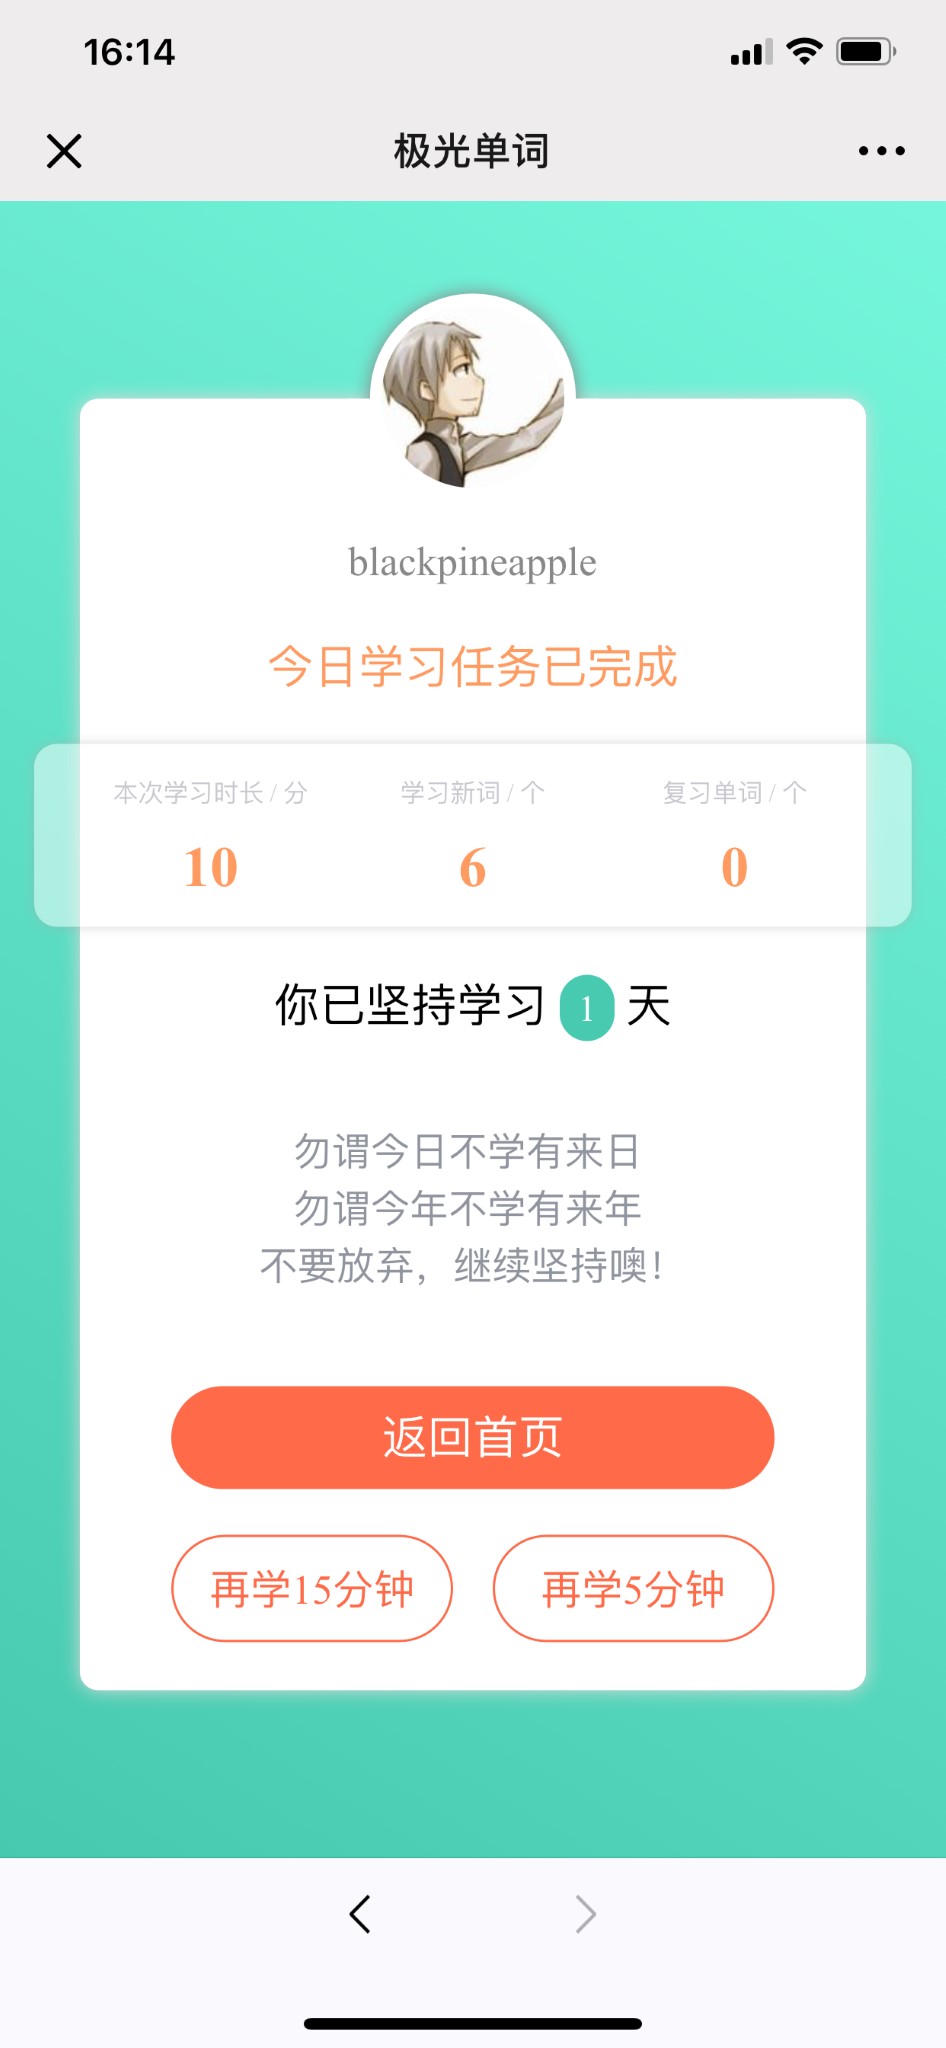 16:14
极光单词
blackpineapple
今日学习任务已完成
本次学习时长 / 分 学习新词 / 个 复习单词 / 个
10 6 0
你已坚持学习 1 天
勿谓今日不学有来日
勿谓今年不学有来年
不要放弃，继续坚持噢！
返回首页
再学15分钟 再学5分钟